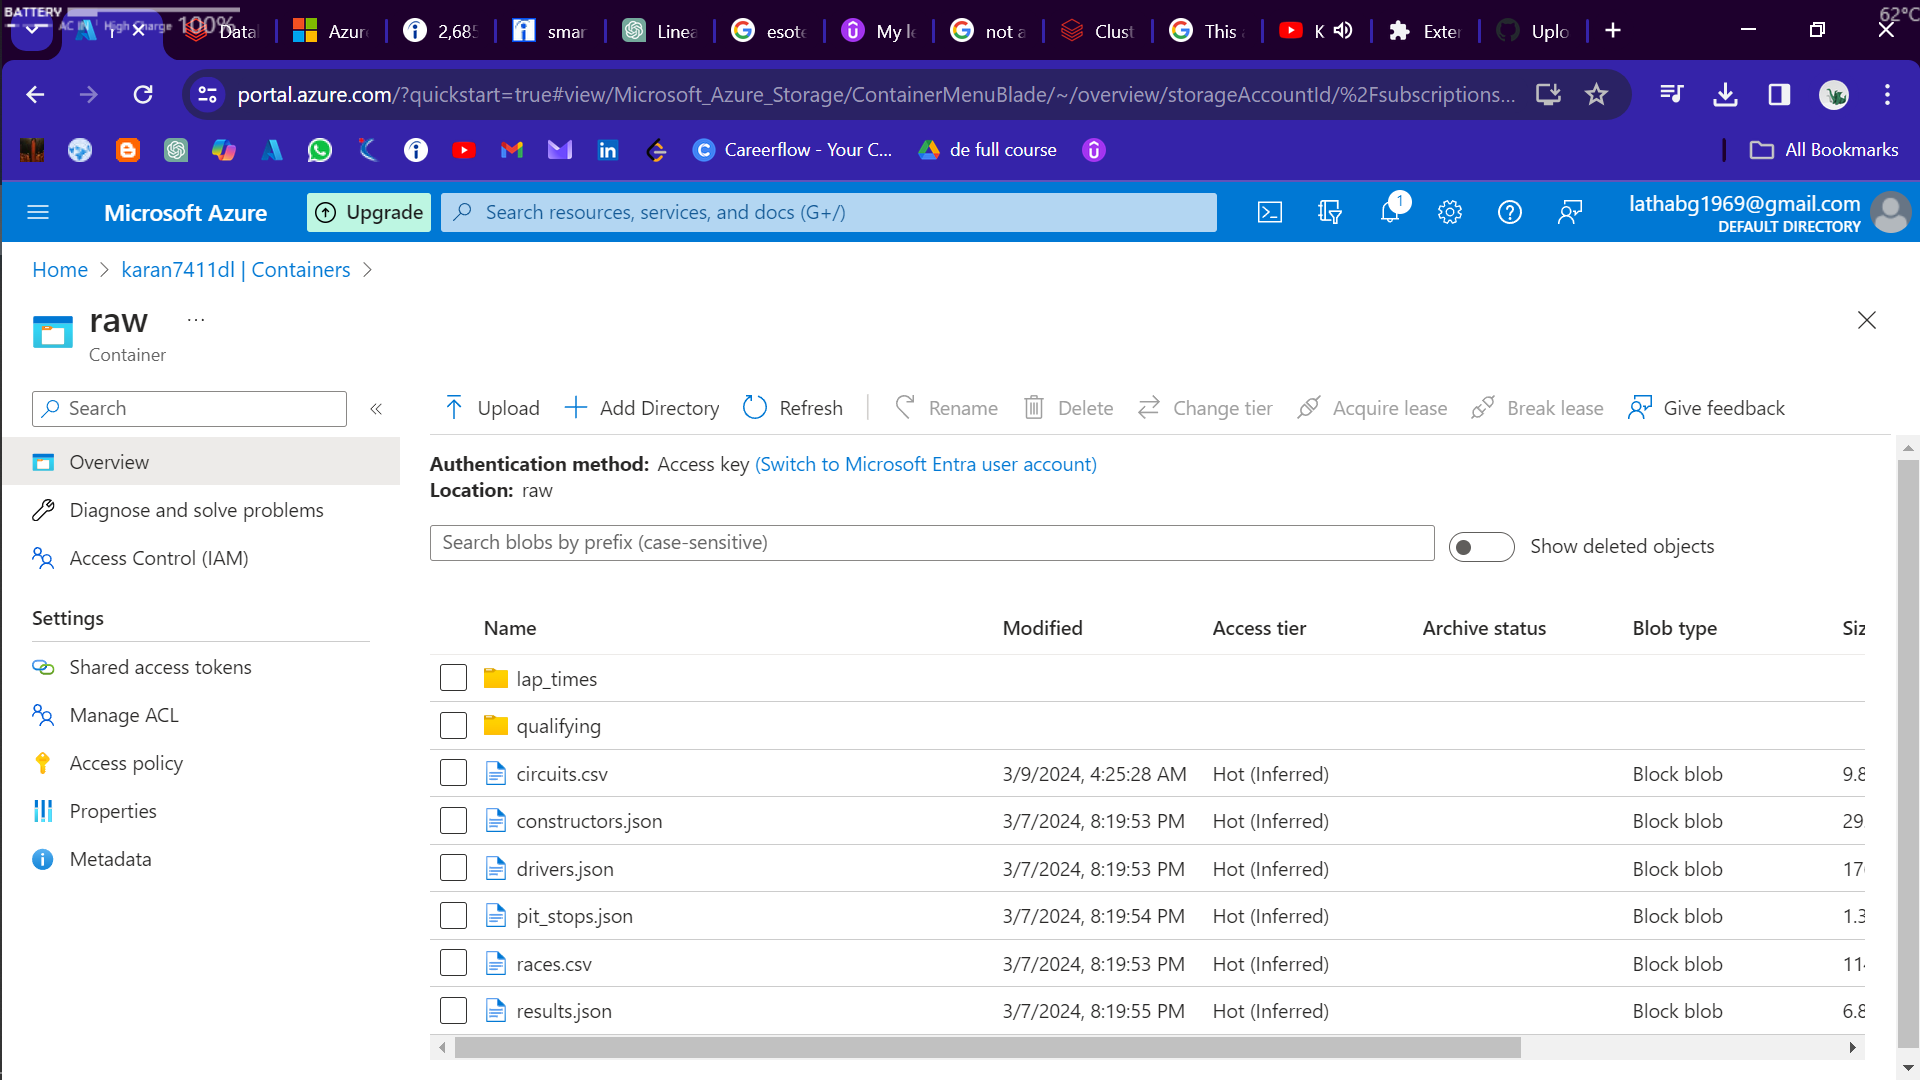 BATTERY
AC IN High Charge 100%
62°C
Datal
Azure
2,685
smar
Linea
esote
My le
not a
Clust
This
K
Exter
Uplo
portal.azure.com/?quickstart=true#view/Microsoft_Azure_Storage/ContainerMenuBlade/~/overview/storageAccountId/%2Fsubscriptions...
Careerflow - Your C...
de full course
All Bookmarks
Microsoft Azure
Upgrade
Search resources, services, and docs (G+/)
1
lathabg1969@gmail.com
DEFAULT DIRECTORY
Home > karan7411dl | Containers >
raw ...
Container
Search
«
Upload
Add Directory
Refresh
Rename
Delete
Change tier
Acquire lease
Break lease
Give feedback
Overview
Diagnose and solve problems
Access Control (IAM)
Settings
Shared access tokens
Manage ACL
Access policy
Properties
Metadata
Authentication method: Access key (Switch to Microsoft Entra user account)
Location: raw
Search blobs by prefix (case-sensitive)
Show deleted objects
Name Modified Access tier Archive status Blob type Siz
lap_times
qualifying
circuits.csv 3/9/2024, 4:25:28 AM Hot (Inferred) Block blob 9.8
constructors.json 3/7/2024, 8:19:53 PM Hot (Inferred) Block blob 29.
drivers.json 3/7/2024, 8:19:53 PM Hot (Inferred) Block blob 17
pit_stops.json 3/7/2024, 8:19:54 PM Hot (Inferred) Block blob 1.3
races.csv 3/7/2024, 8:19:53 PM Hot (Inferred) Block blob 11
results.json 3/7/2024, 8:19:55 PM Hot (Inferred) Block blob 6.8